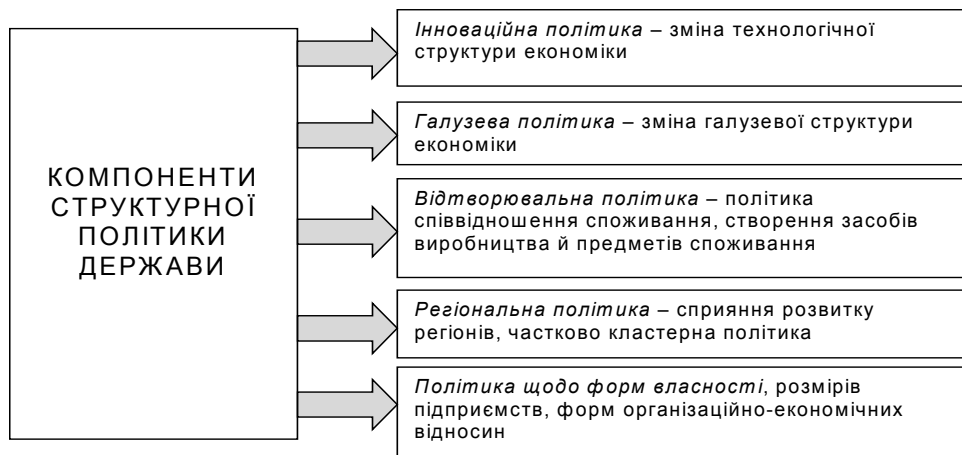 КОМПОНЕНТИ
СТРУКТУРНОЇ
ПОЛІТИКИ
ДЕРЖАВИ
Інноваційна політика – зміна технологічної
структури економіки
Галузева політика – зміна галузевої структури
економіки
Відтворювальна політика – політика
співвідношення споживання, створення засобів
виробництва й предметів споживання
Регіональна політика – сприяння розвитку
регіонів, частково кластерна політика
Політика щодо форм власності, розмірів
підприємств, форм організаційно-економічних
відносин